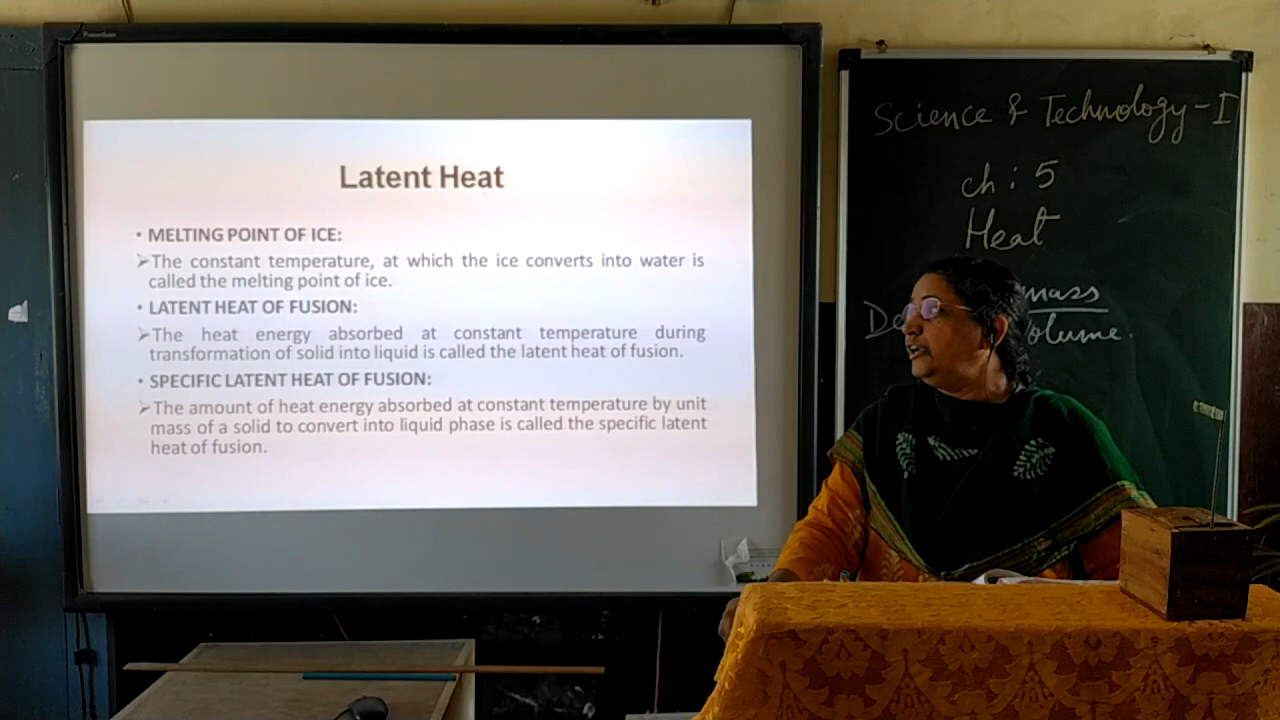 Promethean
Latent Heat
• MELTING POINT OF ICE:
➢The constant temperature, at which the ice converts into water is
called the melting point of ice.
• LATENT HEAT OF FUSION:
➢The heat energy absorbed at constant temperature during
transformation of solid into liquid is called the latent heat of fusion.
• SPECIFIC LATENT HEAT OF FUSION:
➢The amount of heat energy absorbed at constant temperature by unit
mass of a solid to convert into liquid phase is called the specific latent
heat of fusion.
Science & Technology - I
ch : 5
Heat
mass